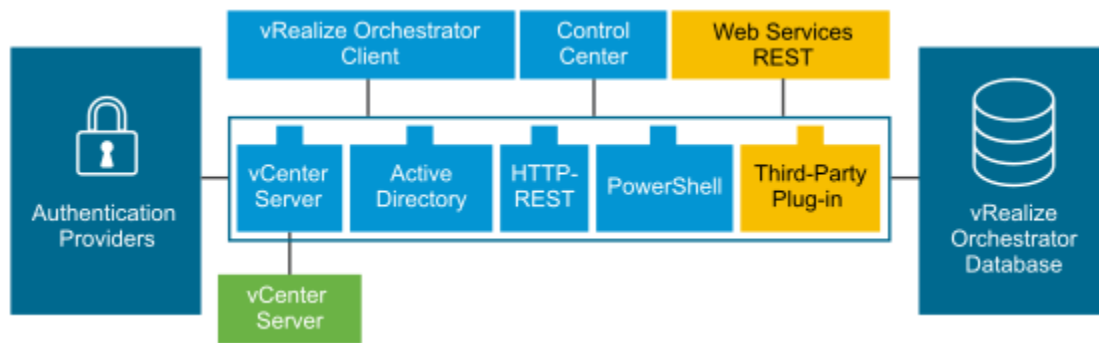 vRealize Orchestrator
Client
Control
Center
Web Services
REST
Authentication
Providers
vCenter
Server
Active
Directory
HTTP-
REST
PowerShell
Third-Party
Plug-in
vRealize
Orchestrator
Database
vCenter
Server